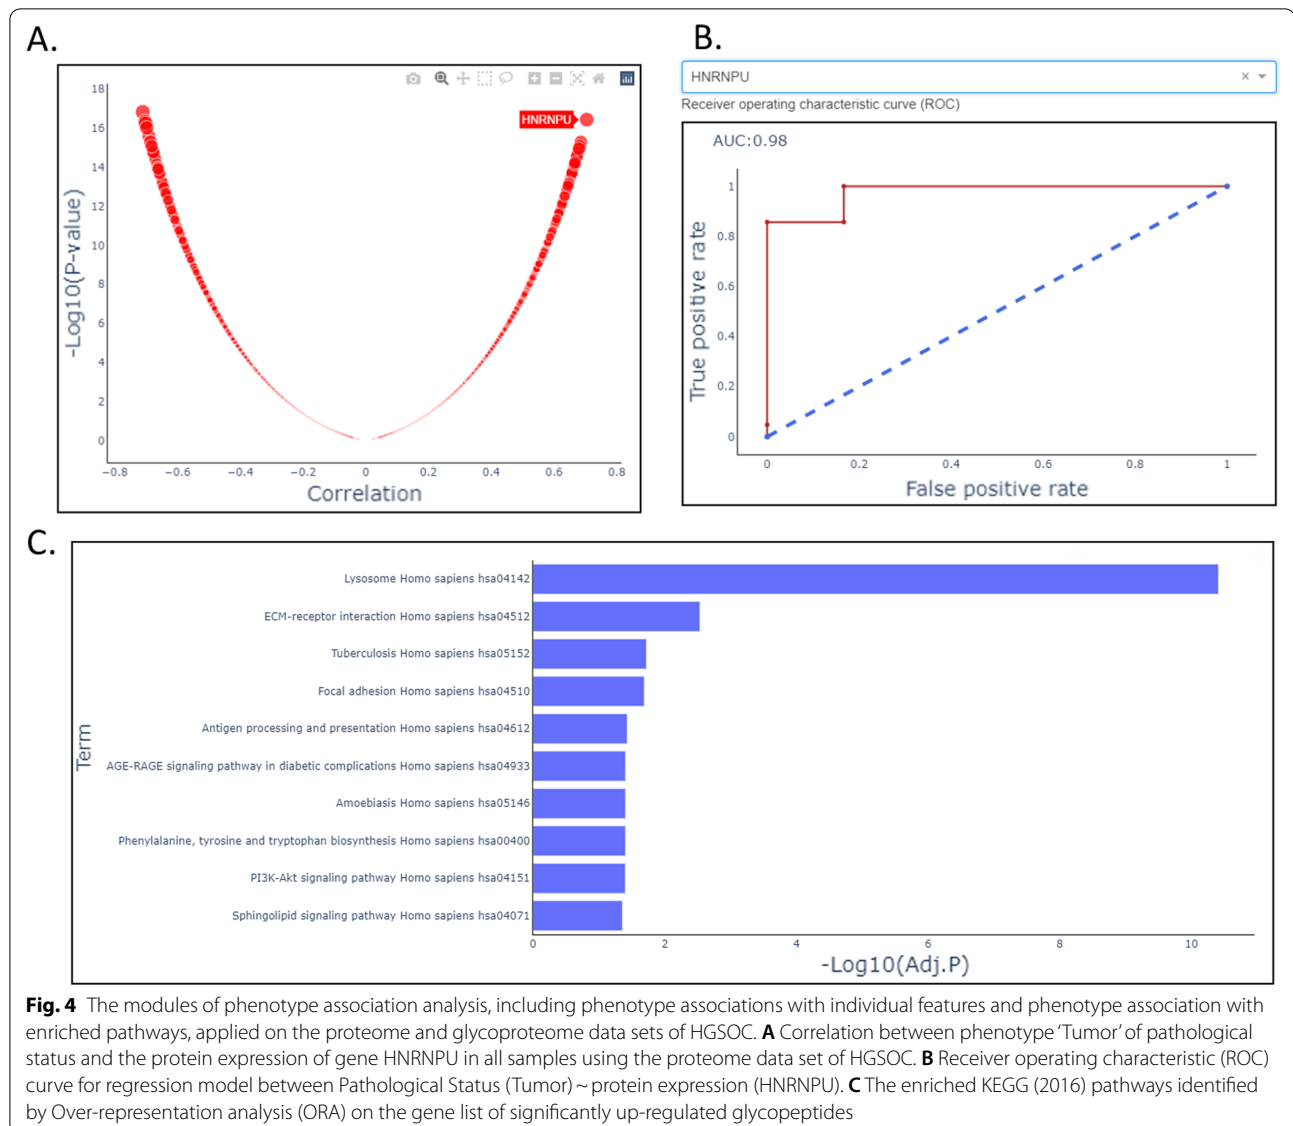 A.
18
16
14
12
10
8
6
4
2
0
-Log10(P-value)
HNRNPU
−0.8 −0.6 −0.4 −0.2 0 0.2 0.4 0.6 0.8
Correlation
B.
HNRNPU
Receiver operating characteristic curve (ROC)
AUC:0.98
1
0.8
0.6
0.4
0.2
0
True positive rate
0 0.2 0.4 0.6 0.8 1
False positive rate
C.
Term
Lysosome Homo sapiens hsa04142
ECM-receptor interaction Homo sapiens hsa04512
Tuberculosis Homo sapiens hsa05152
Focal adhesion Homo sapiens hsa04510
Antigen processing and presentation Homo sapiens hsa04612
AGE-RAGE signaling pathway in diabetic complications Homo sapiens hsa04933
Amoebiasis Homo sapiens hsa05146
Phenylalanine, tyrosine and tryptophan biosynthesis Homo sapiens hsa00400
PI3K-Akt signaling pathway Homo sapiens hsa04151
Sphingolipid signaling pathway Homo sapiens hsa04071
0 2 4 6 8 10
-Log10(Adj.P)
Fig. 4 The modules of phenotype association analysis, including phenotype associations with individual features and phenotype association with
enriched pathways, applied on the proteome and glycoproteome data sets of HGSOC. A Correlation between phenotype ‘Tumor’ of pathological
status and the protein expression of gene HNRNPU in all samples using the proteome data set of HGSOC. B Receiver operating characteristic (ROC)
curve for regression model between Pathological Status (Tumor) ~ protein expression (HNRNPU). C The enriched KEGG (2016) pathways identified
by Over-representation analysis (ORA) on the gene list of significantly up-regulated glycopeptides